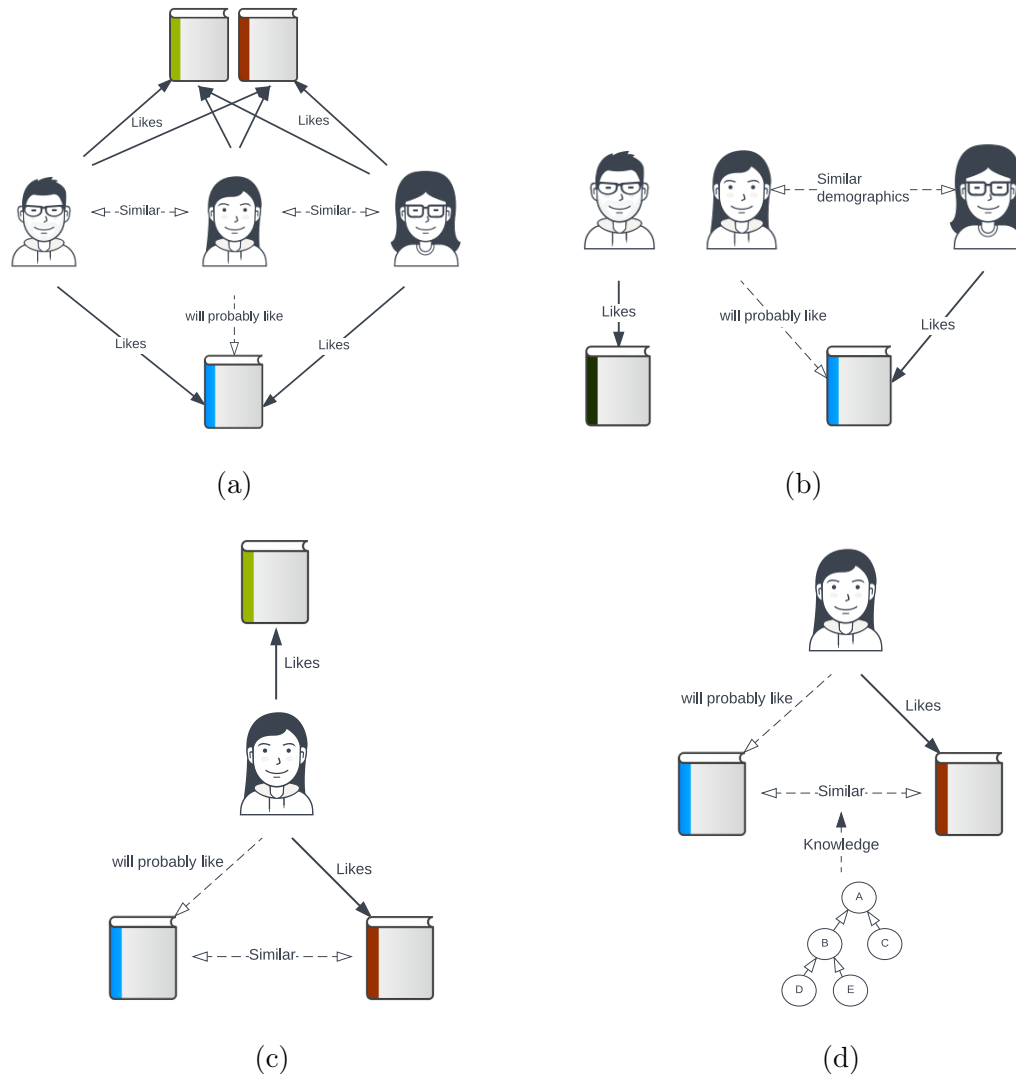 Likes
Likes
Similar
Similar
will probably like
Likes
Likes
(a)
Similar
demographics
Likes
will probably like
Likes
(b)
Likes
will probably like
Likes
Similar
(c)
will probably like
Likes
Similar
Knowledge
A
B
C
D
E
(d)